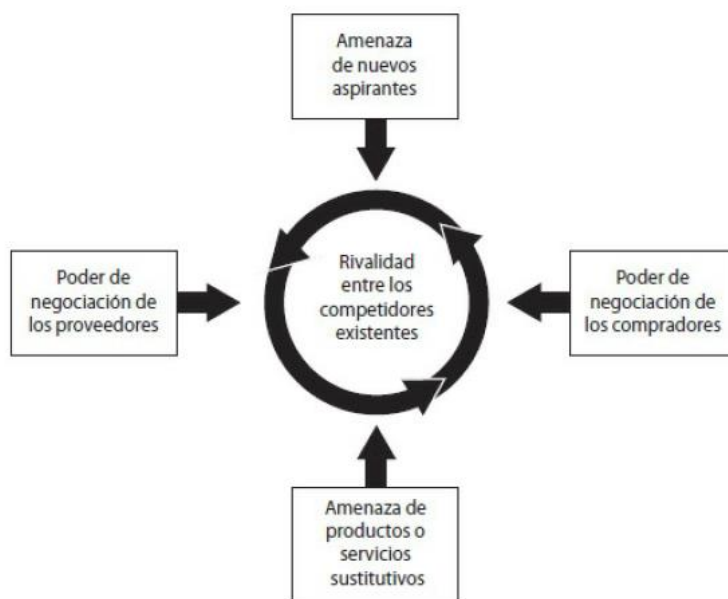 Amenaza
de nuevos
aspirantes
Poder de
negociación de
los proveedores
Rivalidad
entre los
competidores
existentes
Poder de
negociación de
los compradores
Amenaza de
productos o
servicios
sustitutivos